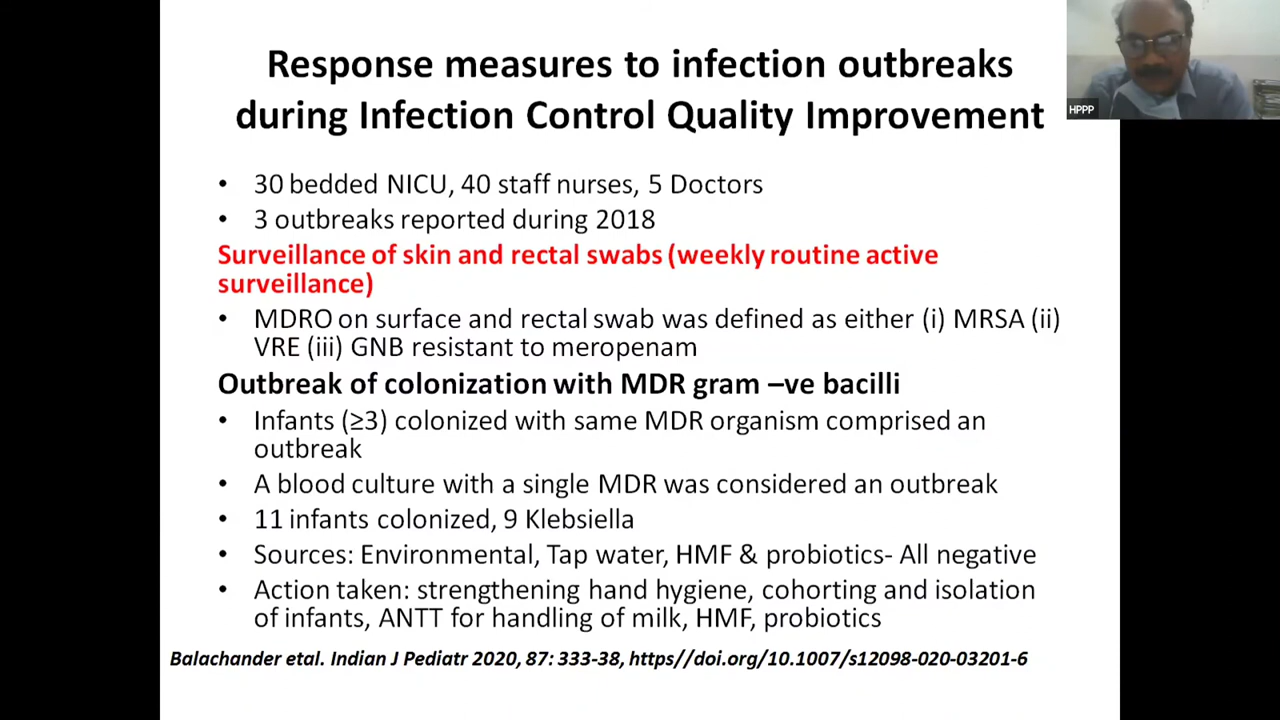 Response measures to infection outbreaks
during Infection Control Quality Improvement
HPPP
• 30 bedded NICU, 40 staff nurses, 5 Doctors
• 3 outbreaks reported during 2018
Surveillance of skin and rectal swabs (weekly routine active
surveillance)
• MDRO on surface and rectal swab was defined as either (i) MRSA (ii)
VRE (iii) GNB resistant to meropenam
Outbreak of colonization with MDR gram –ve bacilli
• Infants (≥3) colonized with same MDR organism comprised an
outbreak
• A blood culture with a single MDR was considered an outbreak
• 11 infants colonized, 9 Klebsiella
• Sources: Environmental, Tap water, HMF & probiotics- All negative
• Action taken: strengthening hand hygiene, cohorting and isolation
of infants, ANTT for handling of milk, HMF, probiotics
Balachander etal. Indian J Pediatr 2020, 87: 333-38, https//doi.org/10.1007/s12098-020-03201-6